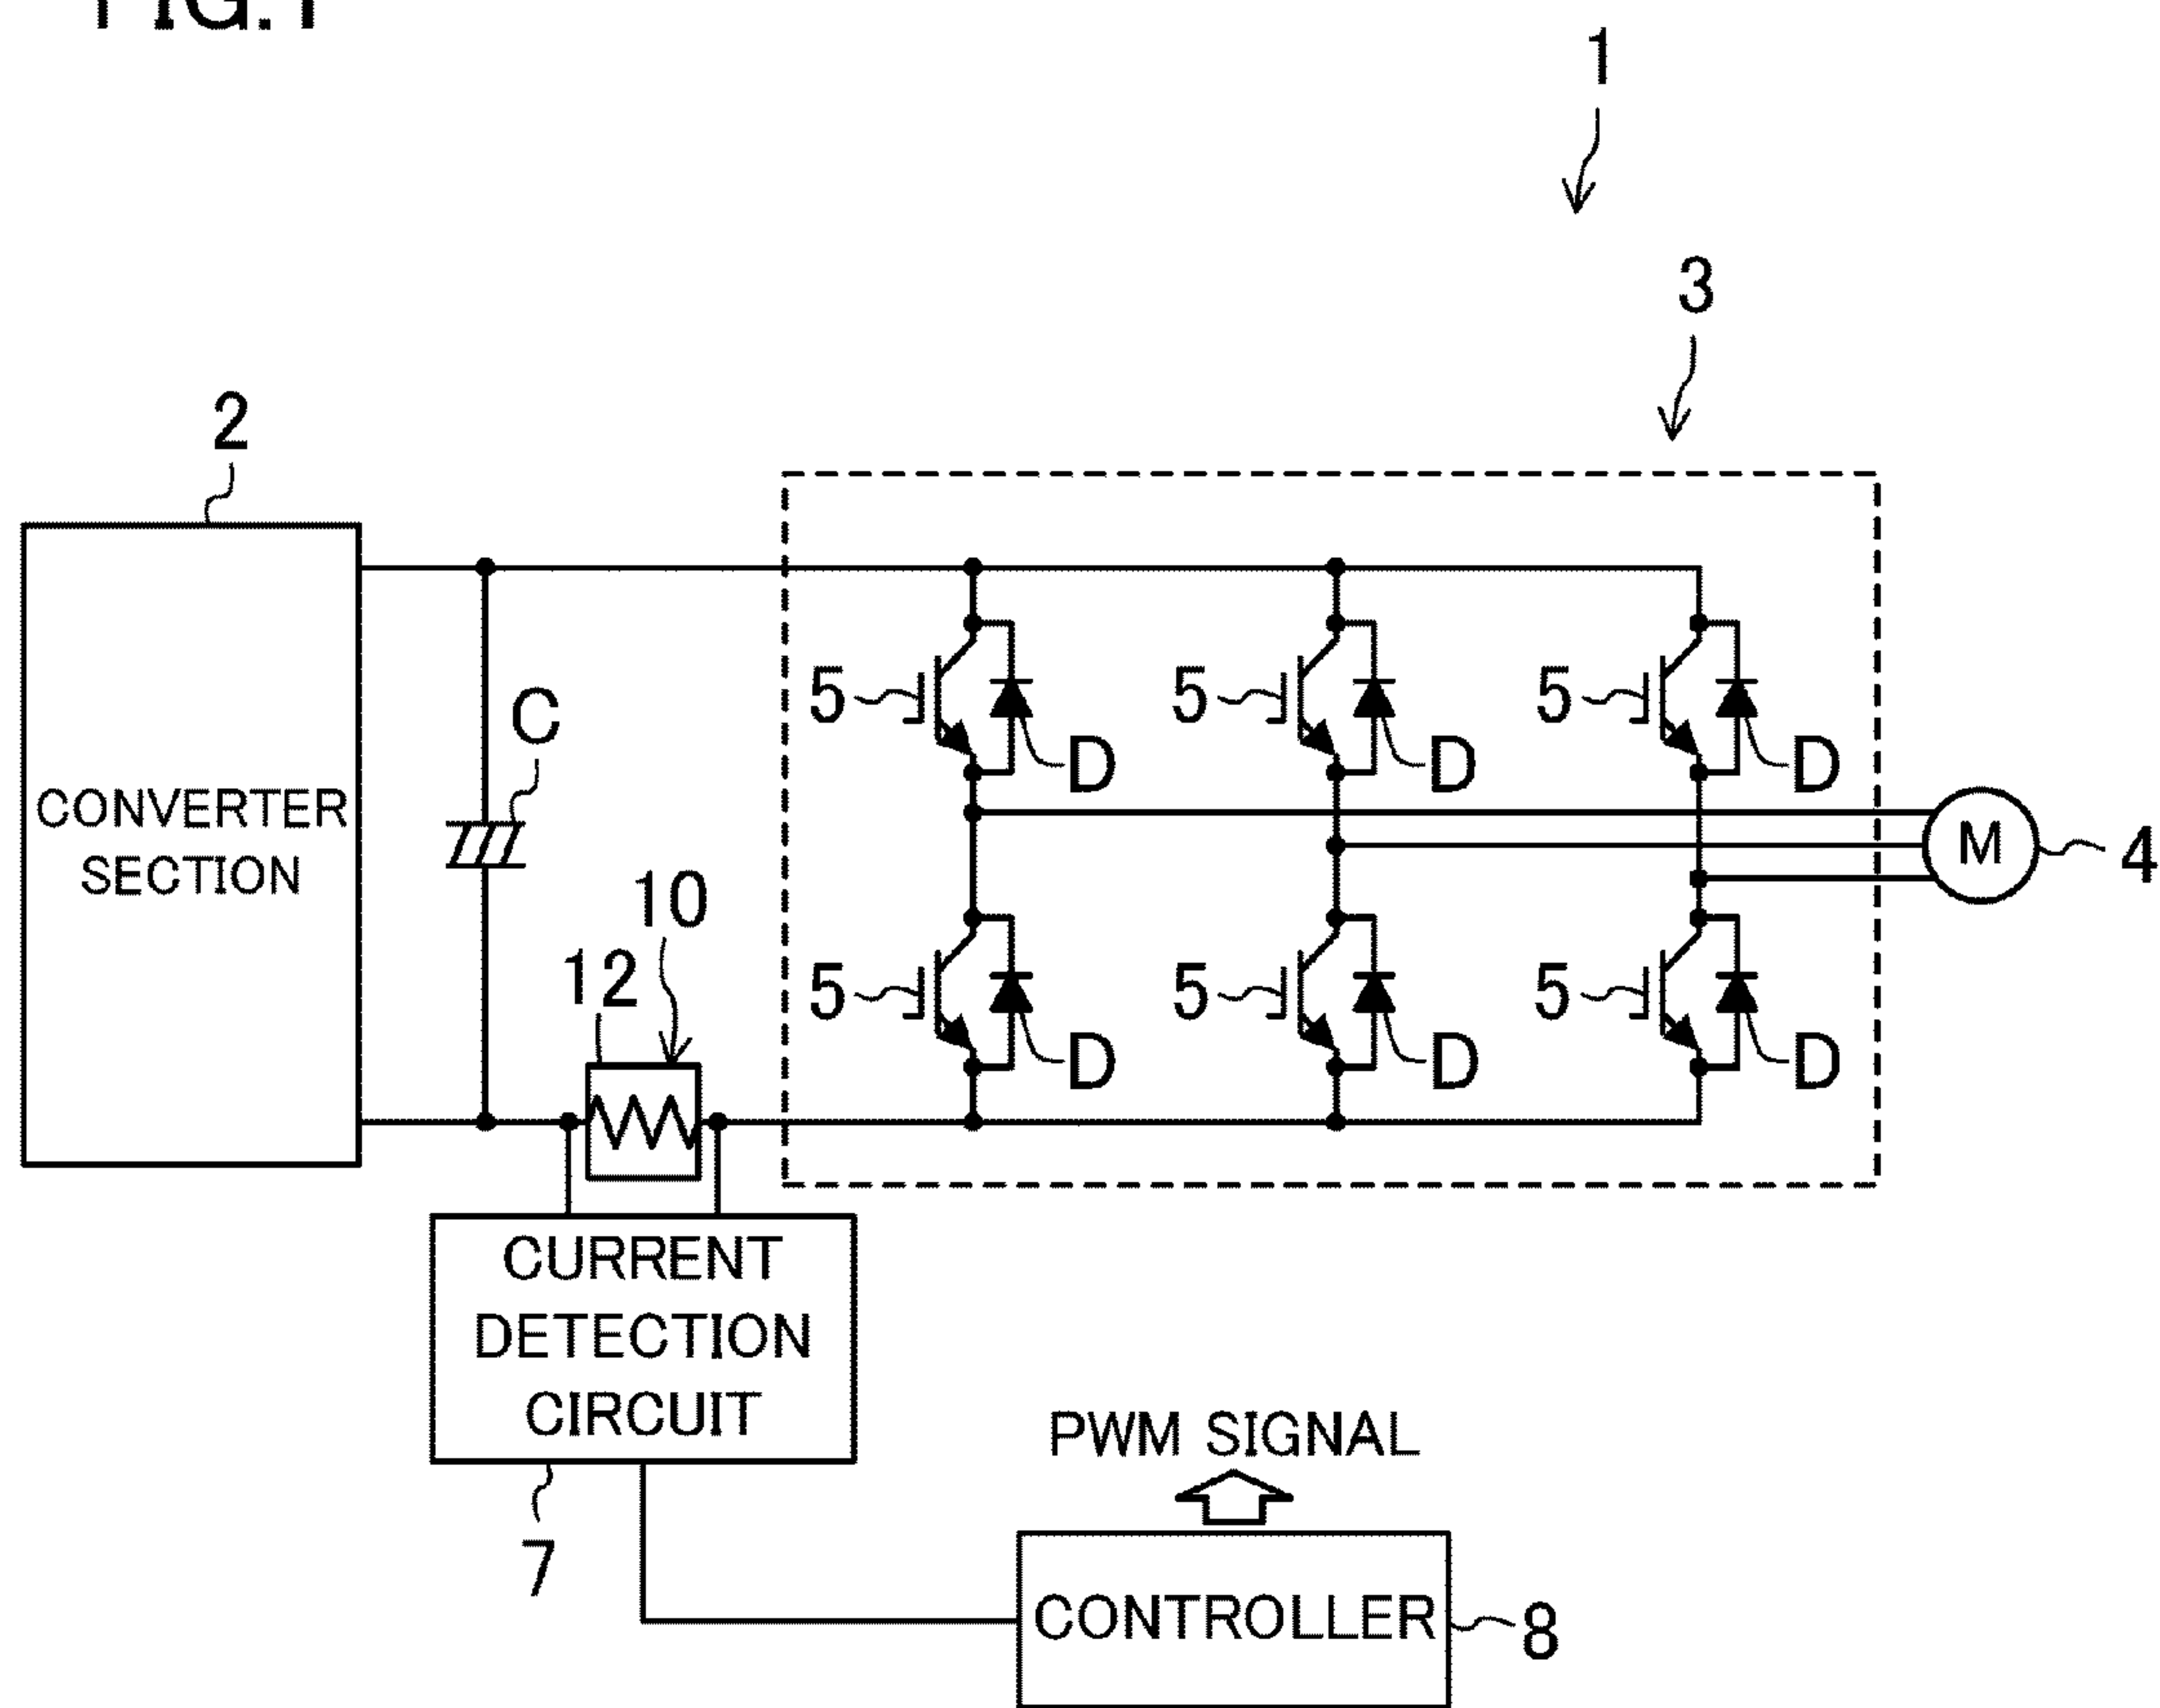 FIG.1
1
3
2
CONVERTER
SECTION
C
5
D
5
D
5
D
M
4
10
12
5
D
5
D
5
D
CURRENT
DETECTION
CIRCUIT
7
PWM SIGNAL
CONTROLLER
8